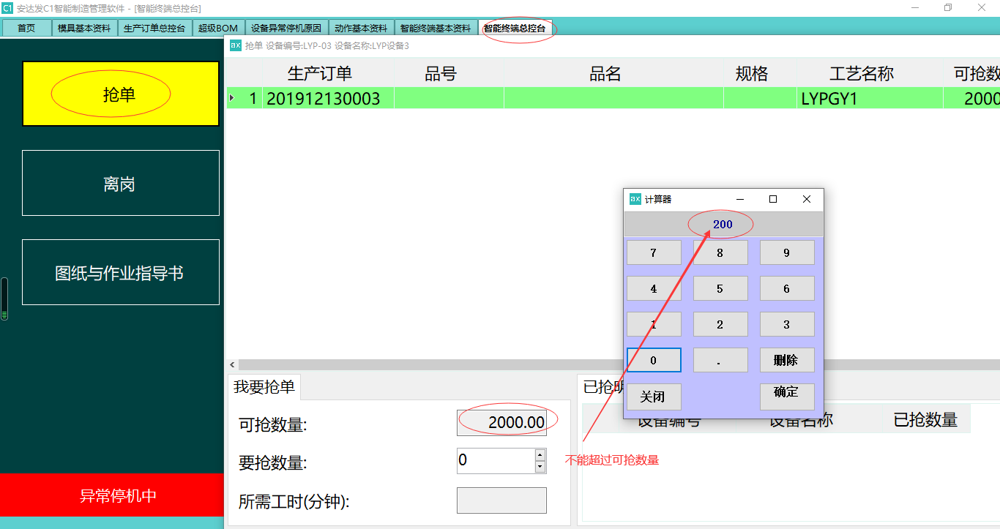 C1 安达发C1智能制造管理软件 - [智能终端总控台]
首页 模具基本资料 生产订单总控台 超级BOM 设备异常停机原因 动作基本资料 智能终端基本资料 智能终端总控台
ax 抢单 设备编号:LYP-03 设备名称:LYP设备3
抢单
离岗
图纸与作业指导书
异常停机中
生产订单 品号 品名 规格 工艺名称 可抢数
1 201912130003 LYPGY1 2000
ax 计算器
200
7 8 9
4 5 6
1 2 3
0 . 删除
关闭 确定
我要抢单
可抢数量: 2000.00
要抢数量: 0
所需工时(分钟):
不能超过可抢数量
已抢明
设备编号 设备名称 已抢数量